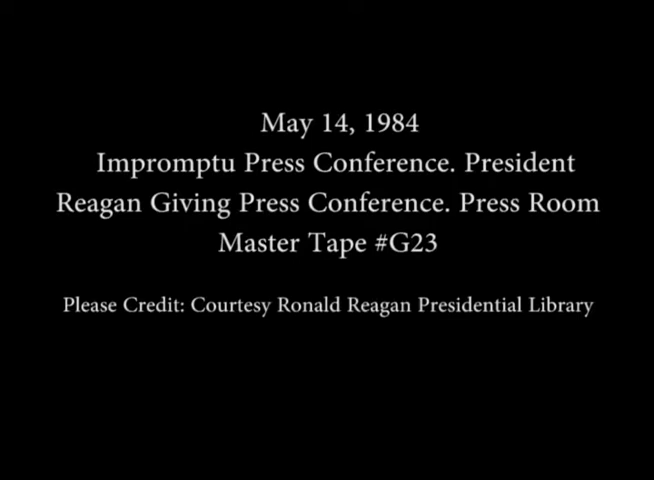 May 14, 1984
Impromptu Press Conference. President
Reagan Giving Press Conference. Press Room
Master Tape #G23
Please Credit: Courtesy Ronald Reagan Presidential Library